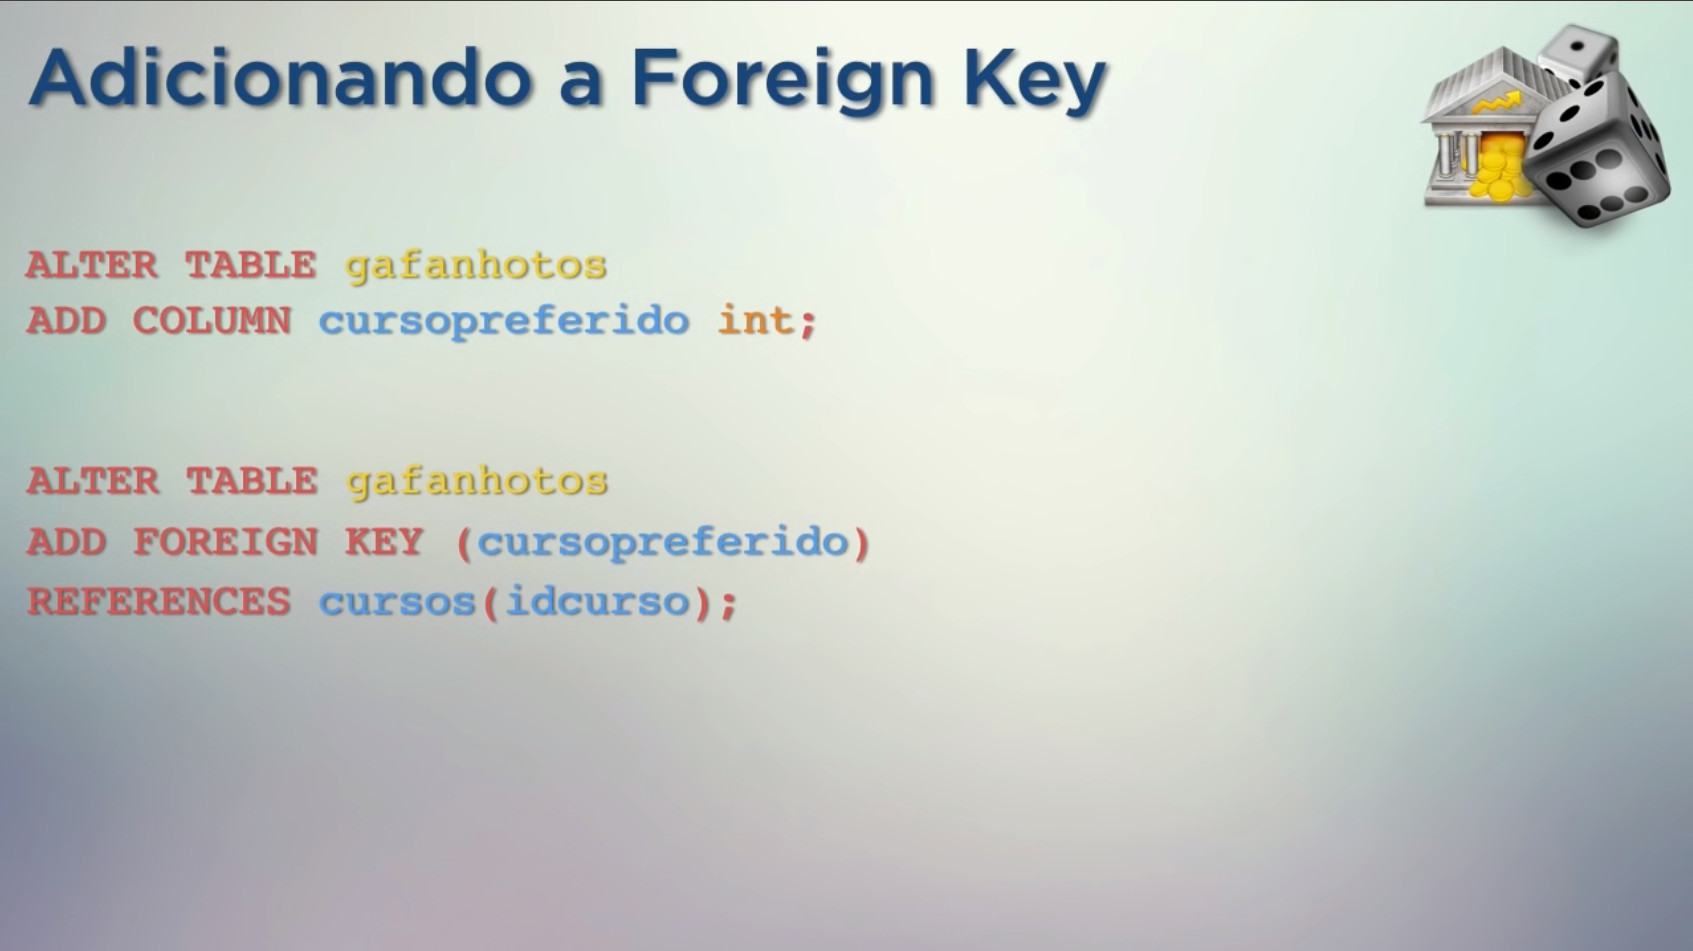 Adicionando a Foreign Key
ALTER TABLE gafanhotos
ADD COLUMN cursopreferido int;
ALTER TABLE gafanhotos
ADD FOREIGN KEY (cursopreferido)
REFERENCES cursos(idcurso);